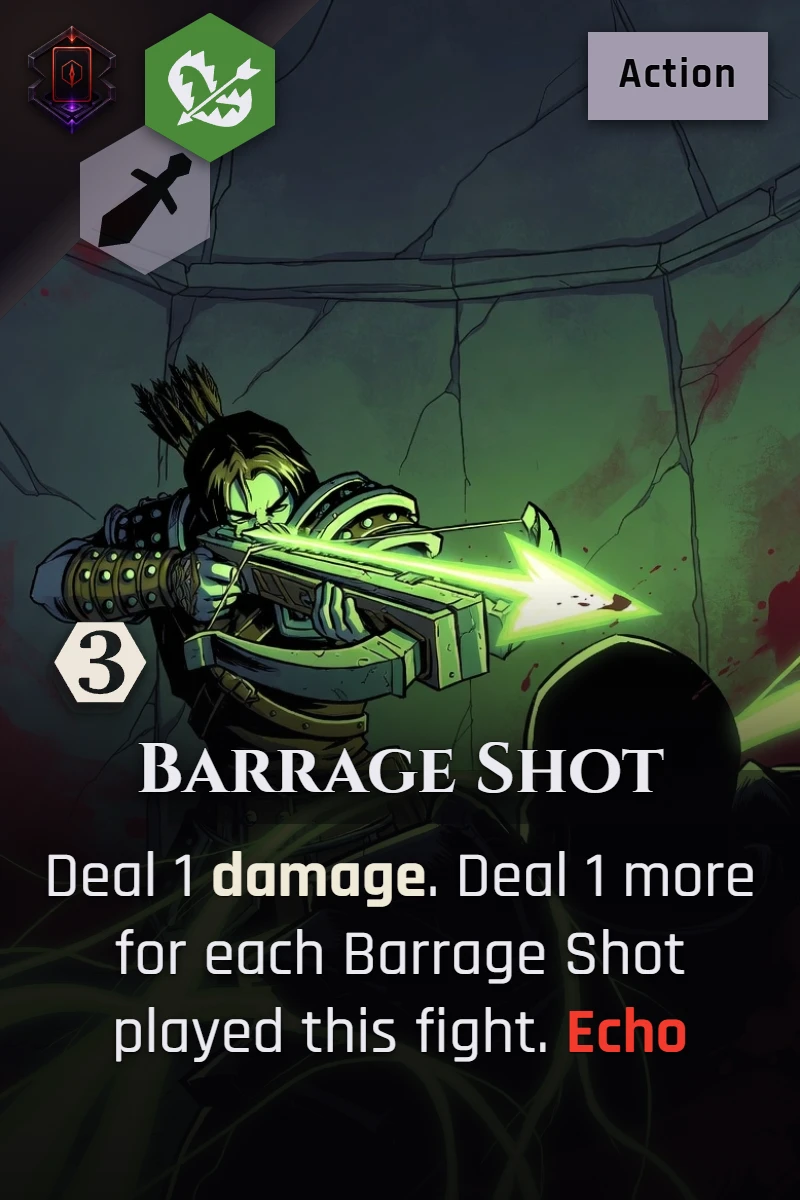 Action
3
Barrage Shot
Deal 1 damage. Deal 1 more
for each Barrage Shot
played this fight. Echo